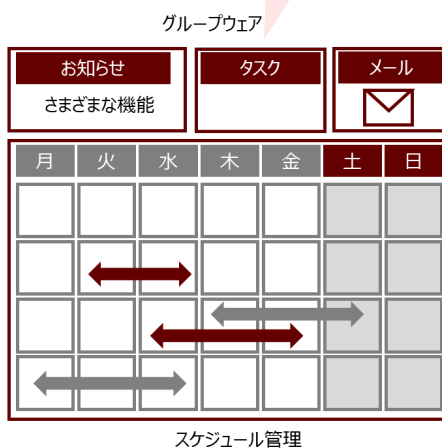 グループウェア
お知らせ
タスク
メール
さまざまな機能
月 火 水 木 金 土 日
スケジュール管理